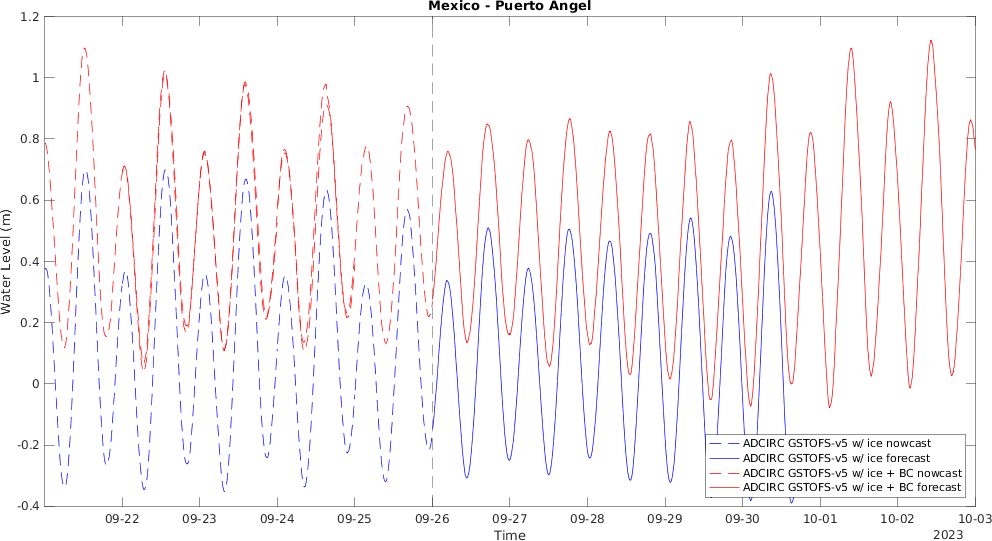 Mexico - Puerto Angel
1.2
1
0.8
0.6
0.4
0.2
0
-0.2
-0.4
Water Level (m)
09-22 09-23 09-24 09-25 09-26 09-27 09-28 09-29 09-30 10-01 10-02 10-03
Time
2023
ADCIRC GSTOFS-v5 w/ ice nowcast
ADCIRC GSTOFS-v5 w/ ice forecast
ADCIRC GSTOFS-v5 w/ ice + BC nowcast
ADCIRC GSTOFS-v5 w/ ice + BC forecast